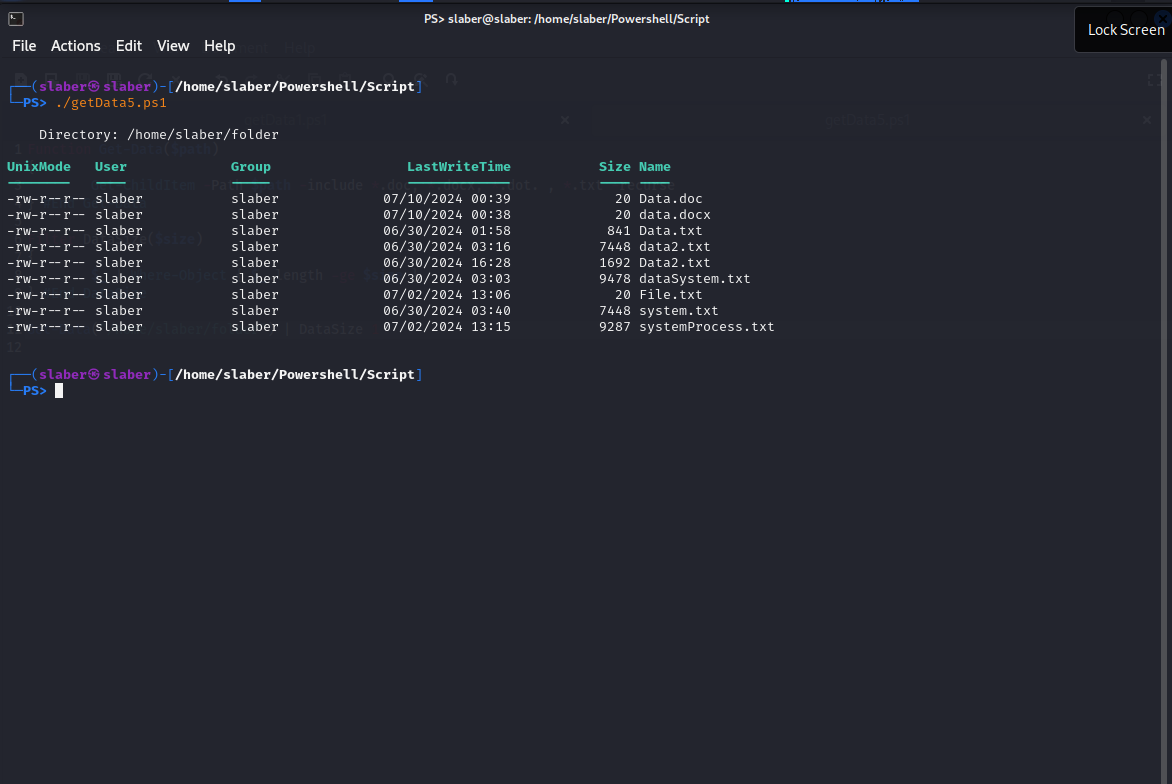 PS> slaber@slaber: /home/slaber/Powershell/Script
Lock Screen
File Actions Edit View Help
┌──(slaber㉿slaber)-[/home/slaber/Powershell/Script]
└─PS> ./getData5.ps1
Directory: /home/slaber/folder
UnixMode User Group LastWriteTime Size Name
-rw-r--r-- slaber slaber 07/10/2024 00:39 20 Data.doc
-rw-r--r-- slaber slaber 07/10/2024 00:38 20 data.docx
-rw-r--r-- slaber slaber 06/30/2024 01:58 841 Data.txt
-rw-r--r-- slaber slaber 06/30/2024 03:16 7448 data2.txt
-rw-r--r-- slaber slaber 06/30/2024 16:28 1692 Data2.txt
-rw-r--r-- slaber slaber 06/30/2024 03:03 9478 dataSystem.txt
-rw-r--r-- slaber slaber 07/02/2024 13:06 20 File.txt
-rw-r--r-- slaber slaber 06/30/2024 03:40 7448 system.txt
-rw-r--r-- slaber slaber 07/02/2024 13:15 9287 systemProcess.txt
┌──(slaber㉿slaber)-[/home/slaber/Powershell/Script]
└─PS>